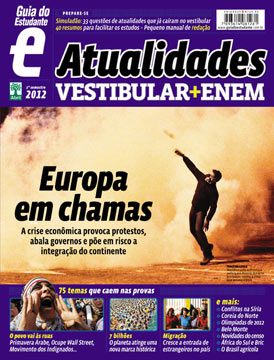 Guia do
Estudante
PREPARE-SE
Simuladão: 33 questões de atualidades que já caíram no vestibular
40 resumos para facilitar os estudos - Pequeno manual de redação
e
Abril
1º semestre
2012
Atualidades
VESTIBULAR+ENEM
Europa
em chamas
A crise econômica provoca protestos,
abala governos e põe em risco a
integração do continente
75 temas que caem nas provas
O povo vai às ruas
Primavera Árabe, Ocupe Wall Street,
Movimento dos Indignados...
7 bilhões
O planeta atinge uma
nova marca histórica
Migração
Cresce a entrada de
estrangeiros no país
e mais:
• Conflitos na Síria
• Coreia do Norte
• Olimpíadas de 2012
• Belo Monte
• Novidades do censo
• África do Sul e Bric
• O Brasil agrícola